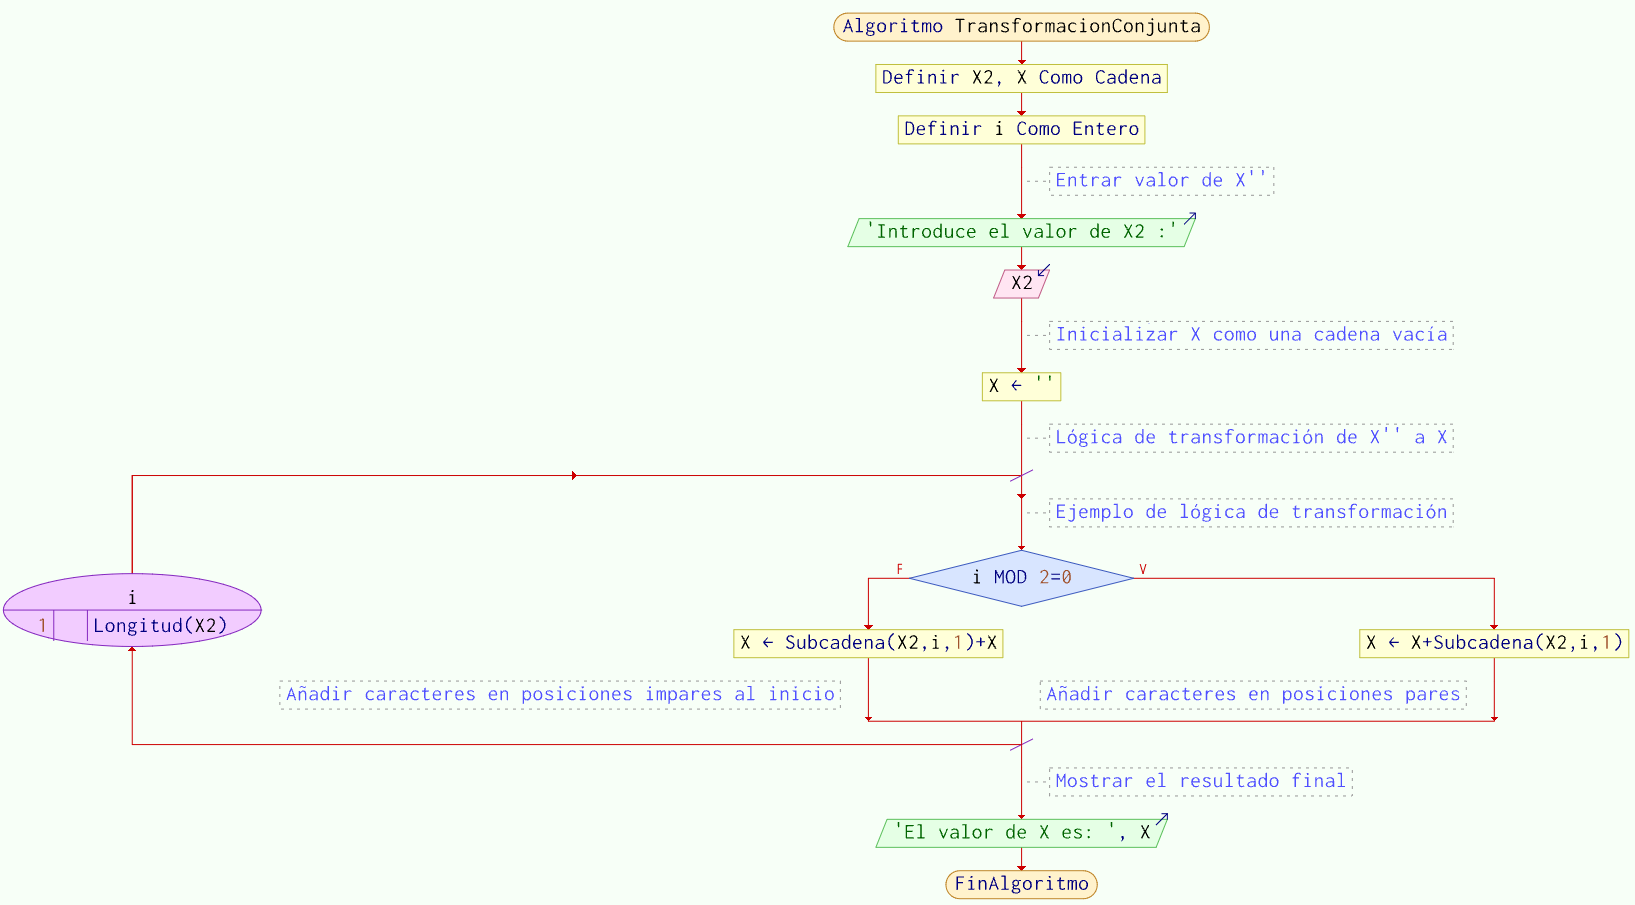 Algoritmo TransformacionConjunta
Definir X2, X Como Cadena
Definir i Como Entero
Entrar valor de X''
'Introduce el valor de X2 :'
X2
Inicializar X como una cadena vacía
X ← ''
Lógica de transformación de X'' a X
Ejemplo de lógica de transformación
F
i MOD 2=0
V
i
1
Longitud(X2)
X ← Subcadena(X2,i,1)+X
X ← X+Subcadena(X2,i,1)
Añadir caracteres en posiciones impares al inicio
Añadir caracteres en posiciones pares
Mostrar el resultado final
'El valor de X es: ', X
FinAlgoritmo